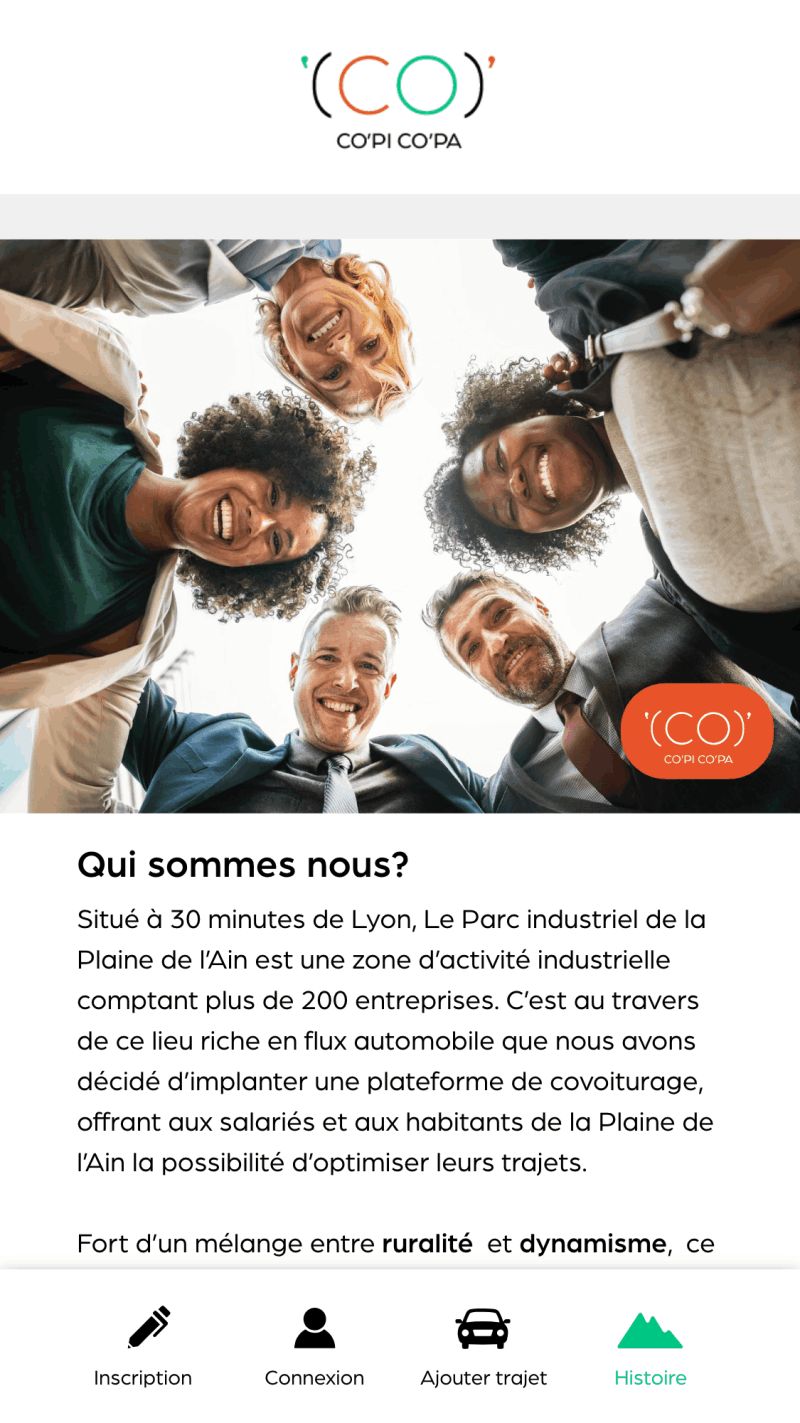 '(CO)'
CO'PI CO'PA
'(CO)'
CO'PI CO'PA
Qui sommes nous?
Situé à 30 minutes de Lyon, Le Parc industriel de la
Plaine de l'Ain est une zone d'activité industrielle
comptant plus de 200 entreprises. C'est au travers
de ce lieu riche en flux automobile que nous avons
décidé d'implanter une plateforme de covoiturage,
offrant aux salariés et aux habitants de la Plaine de
l'Ain la possibilité d'optimiser leurs trajets.
Fort d'un mélange entre ruralité et dynamisme, ce
Inscription
Connexion
Ajouter trajet
Histoire